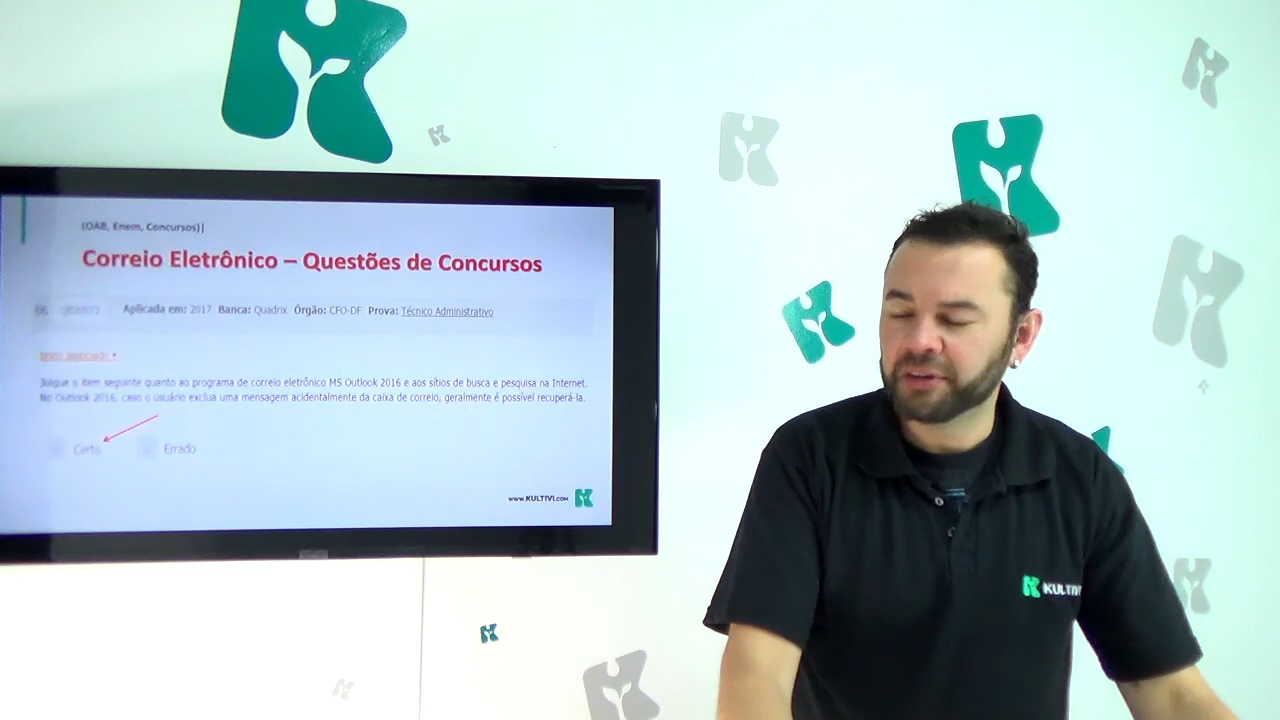 (OAB, Enem, Concursos)|
Correio Eletrônico – Questões de Concursos
06 Aplicada em: 2017 Banca: Quadrix Órgão: CFO-DF Prova: Técnico Administrativo
Texto associado
Julgue o item seguinte quanto ao programa de correio eletrônico MS Outlook 2016 e aos sítios de busca e pesquisa na Internet.
No Outlook 2016, caso o usuário exclua uma mensagem acidentalmente da caixa de correio, geralmente é possível recuperá-la.
Certo Errado
www.KULTIVI.com
KULTIVI